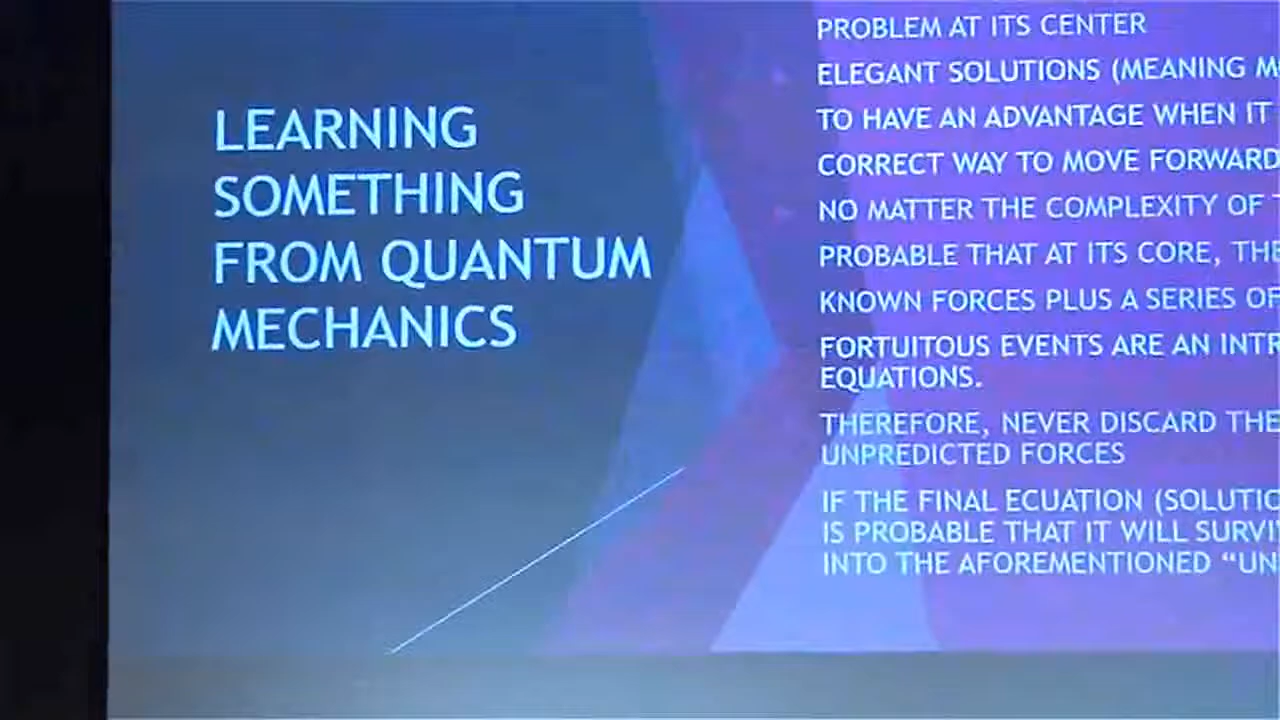 LEARNING
SOMETHING
FROM QUANTUM
MECHANICS
PROBLEM AT ITS CENTER
ELEGANT SOLUTIONS (MEANING
TO HAVE AN ADVANTAGE WHEN IT
CORRECT WAY TO MOVE FORWARD
NO MATTER THE COMPLEXITY OF
PROBABLE THAT AT ITS CORE,
KNOWN FORCES PLUS A SERIES OF
FORTUITOUS EVENTS ARE AN
EQUATIONS.
THEREFORE, NEVER DISCARD THE
UNPREDICTED FORCES
IF THE FINAL ECUATION
IS PROBABLE THAT IT WILL
INTO THE AFOREMENTIONED